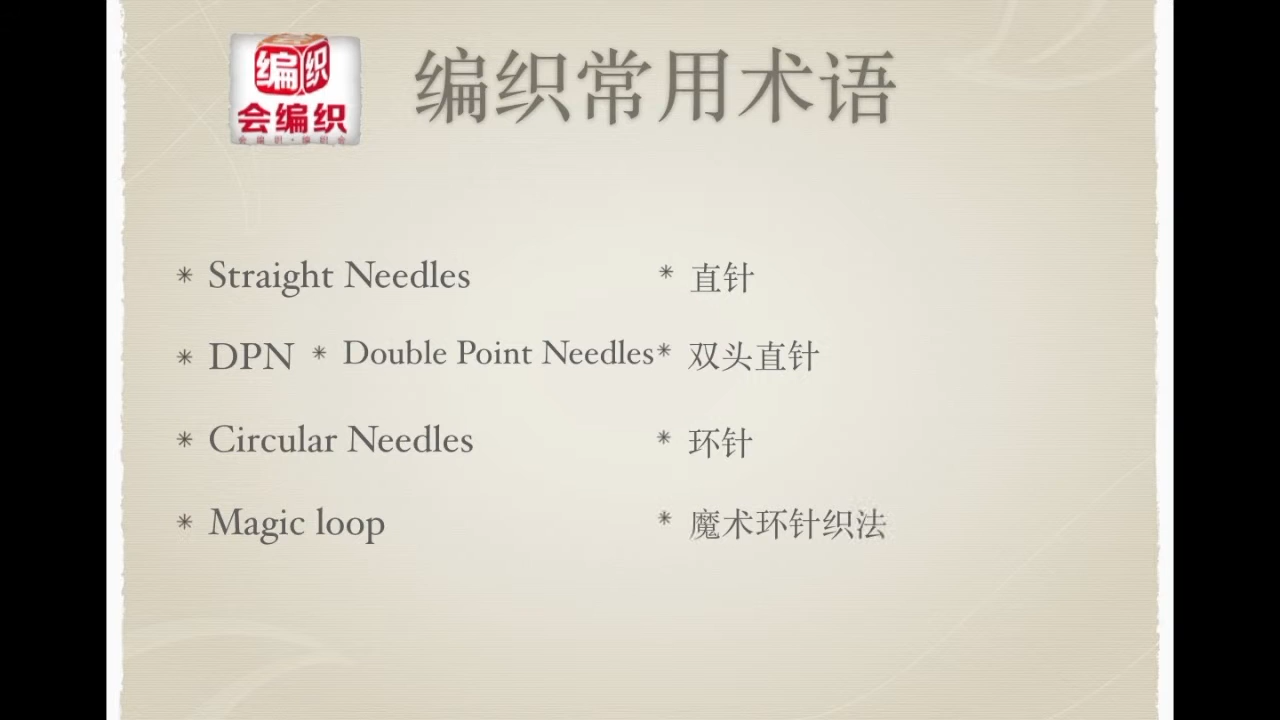 编织
会编织
编织常用术语
* Straight Needles * 直针
* DPN * Double Point Needles * 双头直针
* Circular Needles * 环针
* Magic loop * 魔术环针织法